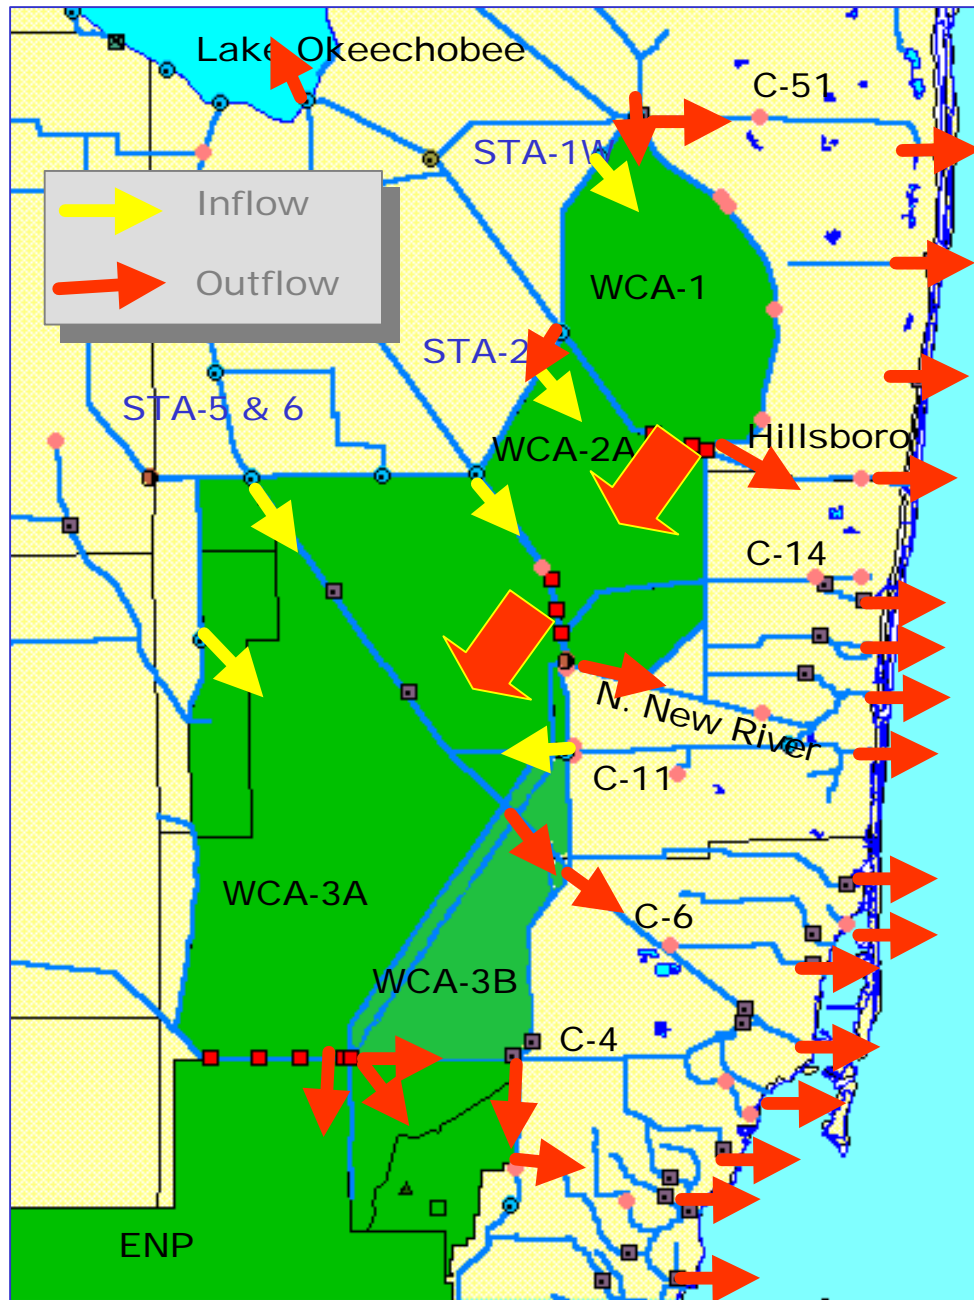 Lake Okeechobee
C-51
STA-1W
Inflow
Outflow
WCA-1
STA-2
STA-5 & 6
WCA-2A
Hillsboro
C-14
N. New River
C-11
WCA-3A
C-6
WCA-3B
C-4
ENP